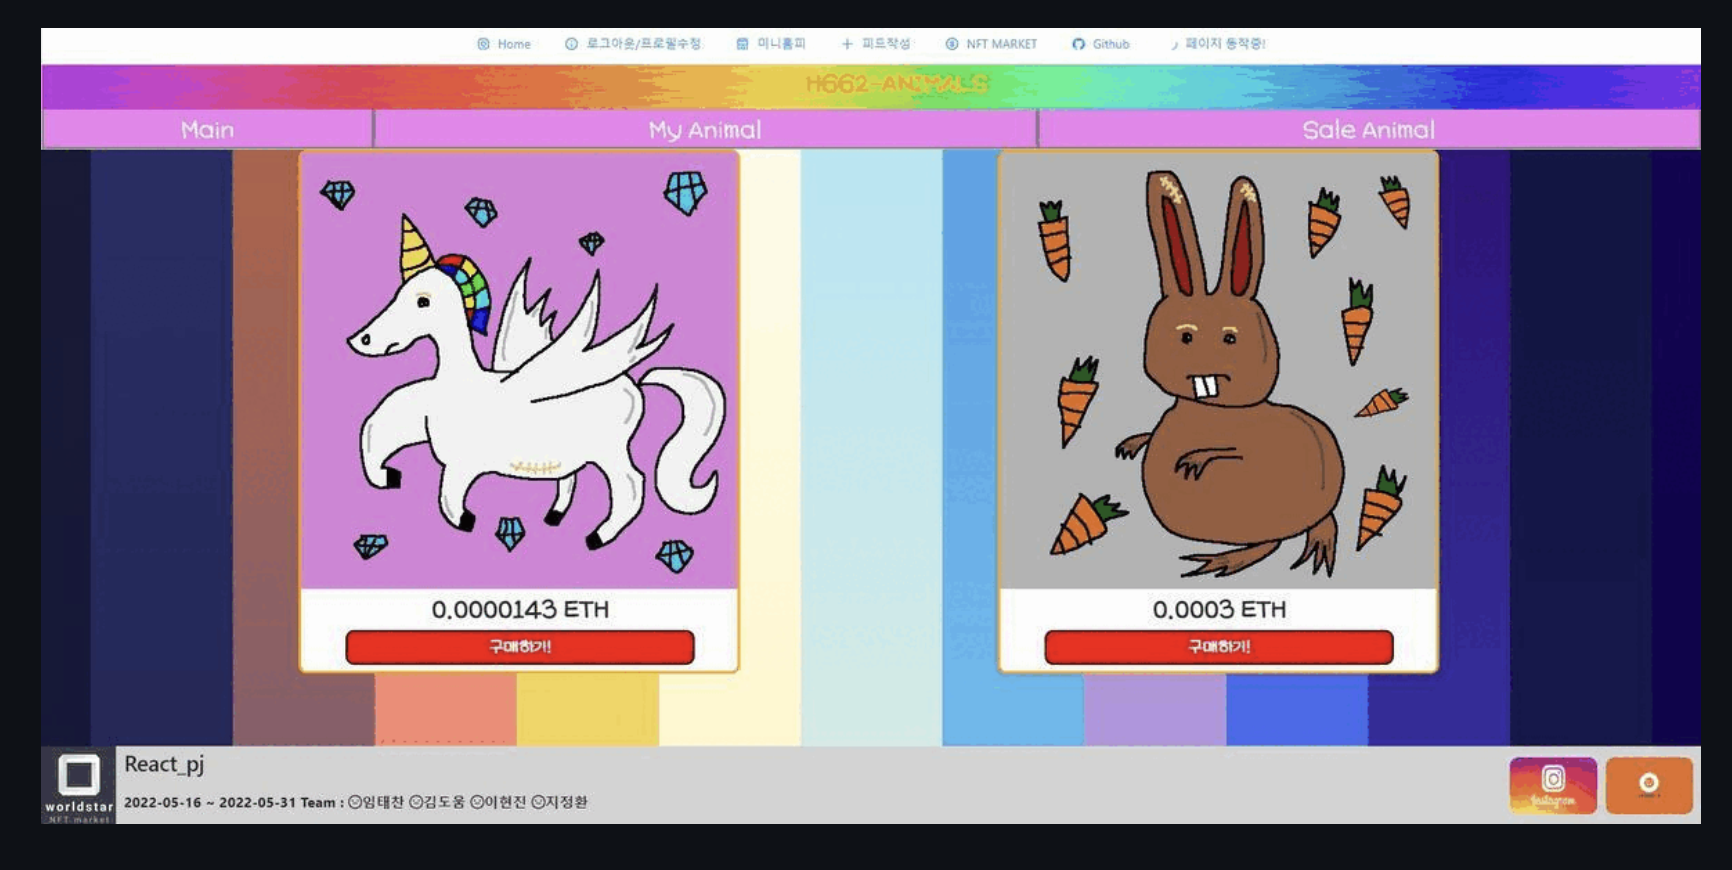 Home 로그아웃/프로필수정 미니홈피 피드작성 NFT MARKET Github 페이지 동작중!
H662-ANIMALS
Main My Animal Sale Animal
0.0000143 ETH
구매하기!
0.0003 ETH
구매하기!
React_pj
2022-05-16 ~ 2022-05-31 Team : ☺임태찬 ☺김도움 ☺이현진 ☺지정환
worldstar
NFT market
Instagram